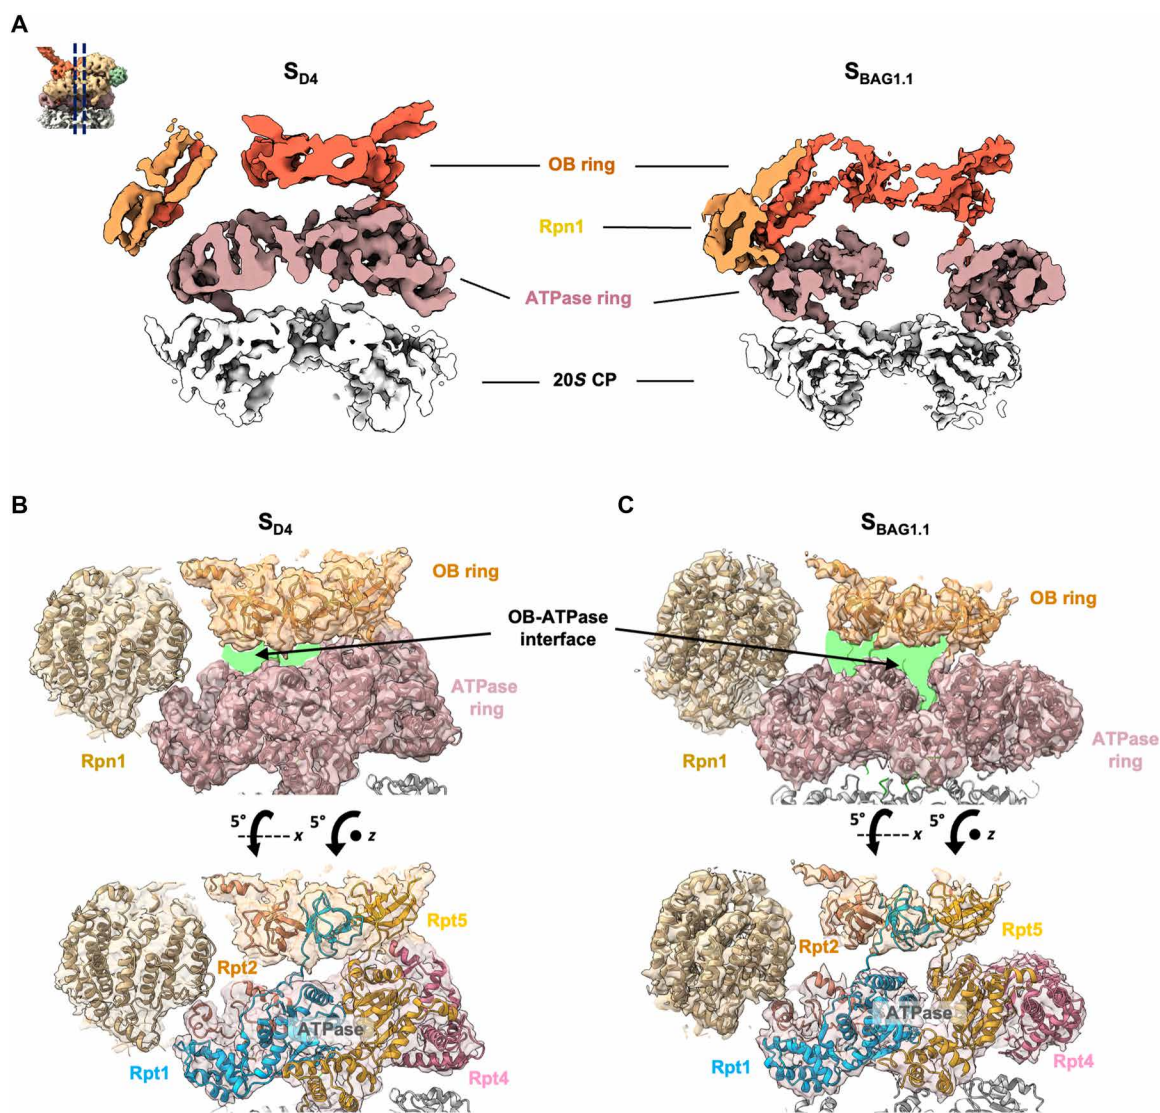 A
S_D4
S_BAG1.1
OB ring
Rpn1
ATPase ring
20S CP
B
S_D4
C
S_BAG1.1
OB ring
OB ring
OB-ATPase
interface
ATPase
ring
ATPase
ring
Rpn1
Rpn1
5° x 5° z
5° x 5° z
Rpt5
Rpt5
Rpt2
Rpt2
ATPase
ATPase
Rpt1
Rpt4
Rpt1
Rpt4